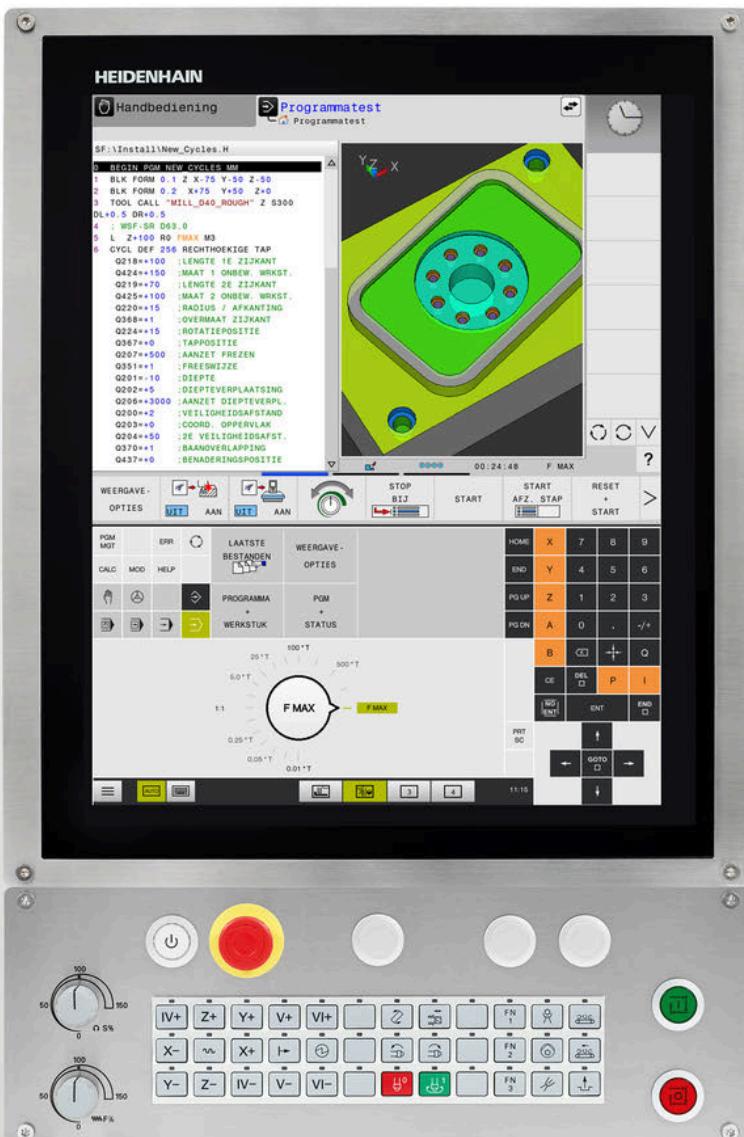 HEIDENHAIN
Handbediening
Programmatest
Programmatest
SF:\Install\New_Cycles.H
0 BEGIN PGM NEW_CYCLES MM
1 BLK FORM 0.1 Z X-75 Y-50 Z-50
2 BLK FORM 0.2 X+75 Y+50 Z+0
3 TOOL CALL "MILL_D40_ROUGH" Z S300
DL+0.5 DR+0.5
4 ; WSF-SR D63.0
5 L Z+100 R0 FMAX M3
6 CYCL DEF 256 RECHTHOEKIGE TAP
Q218=+100 ;LENGTE 1E ZIJKANT
Q424=+150 ;MAAT 1 ONBEW. WRKST.
Q219=+70 ;LENGTE 2E ZIJKANT
Q425=+100 ;MAAT 2 ONBEW. WRKST.
Q220=+15 ;RADIUS / AFKANTING
Q368=+1 ;OVERMAAT ZIJKANT
Q224=+15 ;ROTATIEPOSITIE
Q367=+0 ;TAPPOSITIE
Q207=+500 ;AANZET FREZEN
Q351=+1 ;FREESWIJZE
Q201=-10 ;DIEPTE
Q202=+5 ;DIEPTEVERPLAATSING
Q206=+3000 ;AANZET DIEPTEVERPL.
Q200=+2 ;VEILIGHEIDSAFSTAND
Q203=+0 ;COORD. OPPERVLAK
Q204=+50 ;2E VEILIGHEIDSAFST.
Q370=+1 ;BAANOVERLAPPING
Q437=+0 ;BENADERINGSPOSITIE
Y Z X
00:24:48 F MAX
?
WEERGAVE-
OPTIES
UIT AAN
UIT AAN
STOP
BIJ
START
START
AFZ. STAP
RESET
+
START
>
PGM
MGT
ERR
CALC MOD HELP
LAATSTE
BESTANDEN
WEERGAVE-
OPTIES
PROGRAMMA
+
WERKSTUK
PGM
+
STATUS
HOME X 7 8 9
END Y 4 5 6
PG UP Z 1 2 3
PG DN A 0 . -/+
B Q
CE DEL P I
NO
ENT
ENT
END
PRT
SC
GOTO
100*T
25*T 500*T
5.0*T
1:1 F MAX F MAX
0.25*T
0.05*T
0.01*T
AUTO 3 4 11:15
100
50 150
0 S%
100
50 150
0 F%
IV+ Z+ Y+ V+ VI+ FN 1
X- X+ FN 2
Y- Z- IV- V- VI- 0 1 FN 3